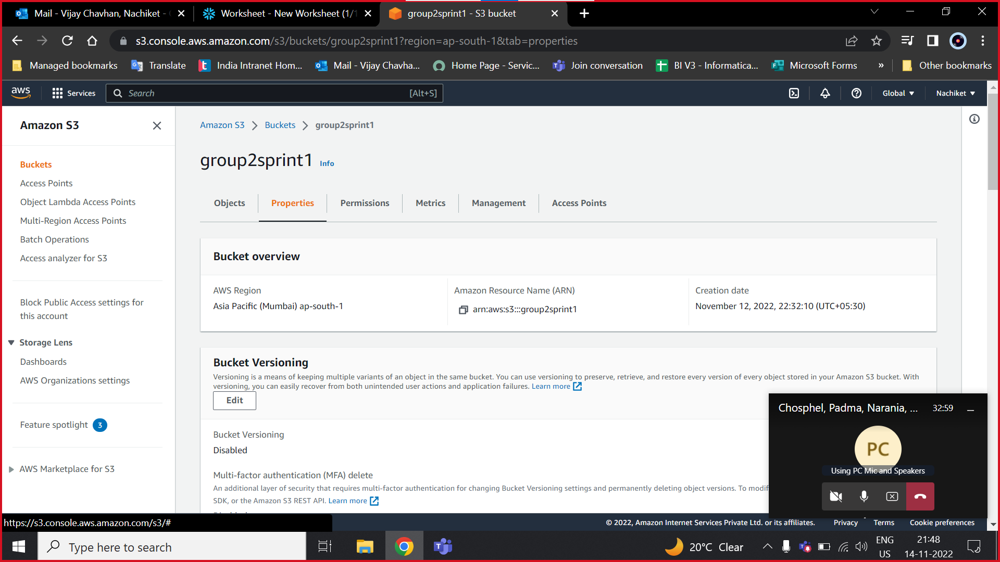 Mail - Vijay Chavhan, Nachiket -
Worksheet - New Worksheet (1/1
group2sprint1 - S3 bucket
s3.console.aws.amazon.com/s3/buckets/group2sprint1?region=ap-south-1&tab=properties
Managed bookmarks
Translate
India Intranet Hom...
Mail - Vijay Chavha...
Home Page - Servic...
Join conversation
BI V3 - Informatica...
Microsoft Forms
»
Other bookmarks
aws
Services
Search
[Alt+S]
Global
Nachiket
Amazon S3
Buckets
Access Points
Object Lambda Access Points
Multi-Region Access Points
Batch Operations
Access analyzer for S3
Block Public Access settings for
this account
Storage Lens
Dashboards
AWS Organizations settings
Feature spotlight 3
AWS Marketplace for S3
Amazon S3 > Buckets > group2sprint1
group2sprint1 Info
Objects
Properties
Permissions
Metrics
Management
Access Points
Bucket overview
AWS Region
Asia Pacific (Mumbai) ap-south-1
Amazon Resource Name (ARN)
arn:aws:s3:::group2sprint1
Creation date
November 12, 2022, 22:32:10 (UTC+05:30)
Bucket Versioning
Versioning is a means of keeping multiple variants of an object in the same bucket. You can use versioning to preserve, retrieve, and restore every version of every object stored in your Amazon S3 bucket. With
versioning, you can easily recover from both unintended user actions and application failures. Learn more
Edit
Bucket Versioning
Disabled
Multi-factor authentication (MFA) delete
An additional layer of security that requires multi-factor authentication for changing Bucket Versioning settings and permanently deleting object versions. To modif
SDK, or the Amazon S3 REST API. Learn more
Chosphel, Padma, Narania, ...
32:59
PC
Using PC Mic and Speakers
https://s3.console.aws.amazon.com/s3/#
© 2022, Amazon Internet Services Private Ltd. or its affiliates.
Privacy
Terms
Cookie preferences
Type here to search
20°C Clear
ENG
US
21:48
14-11-2022